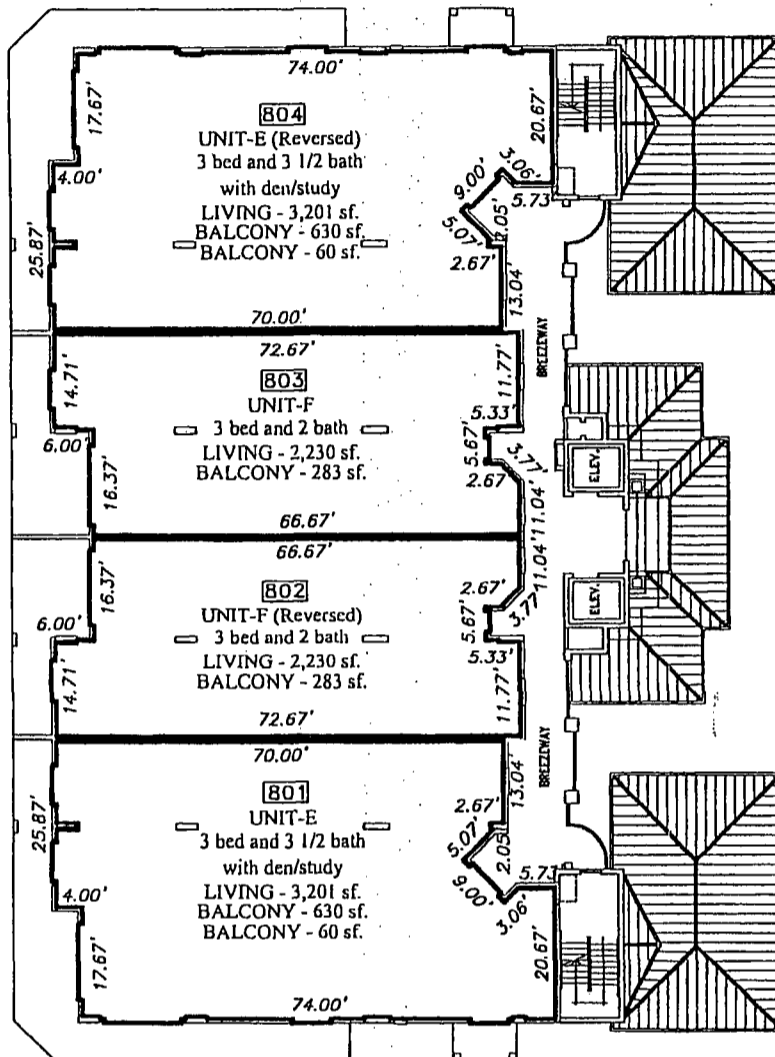 74.00'
17.67'
804
UNIT-E (Reversed)
3 bed and 3 1/2 bath
with den/study
LIVING - 3,201 sf.
BALCONY - 630 sf.
BALCONY - 60 sf.
20.67'
4.00'
3.06'
9.00'
5.73
2.05'
5.07'
2.67'
25.87'
13.04'
70.00'
BREEZEWAY
72.67'
803
UNIT-F
3 bed and 2 bath
LIVING - 2,230 sf.
BALCONY - 283 sf.
14.71'
11.77'
5.33'
6.00'
5.67'
3.77'
2.67
ELEV.
16.37'
11.04'
66.67'
66.67'
802
UNIT-F (Reversed)
3 bed and 2 bath
LIVING - 2,230 sf.
BALCONY - 283 sf.
16.37'
11.04'
2.67'
3.77'
ELEV.
6.00'
5.67'
5.33'
14.71'
11.77'
72.67'
70.00'
BREEZEWAY
801
UNIT-E
3 bed and 3 1/2 bath
with den/study
LIVING - 3,201 sf.
BALCONY - 630 sf.
BALCONY - 60 sf.
25.87'
13.04'
2.67'
5.07'
2.05'
5.73
9.00'
3.06'
4.00'
17.67'
20.67'
74.00'